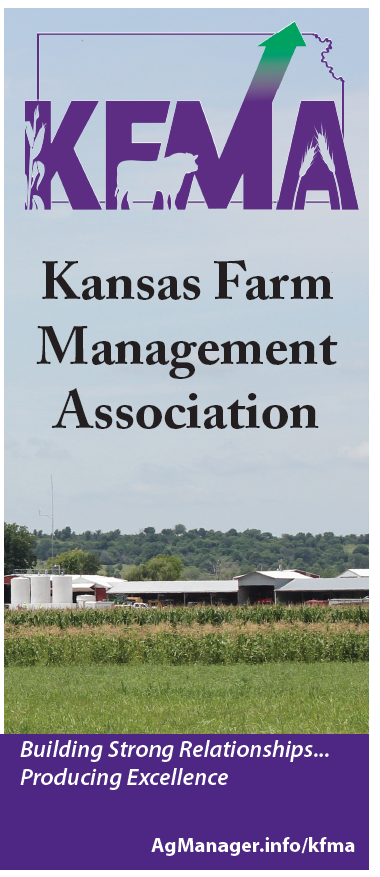 KFMA
Kansas Farm
Management
Association
Building Strong Relationships...
Producing Excellence
AgManager.info/kfma